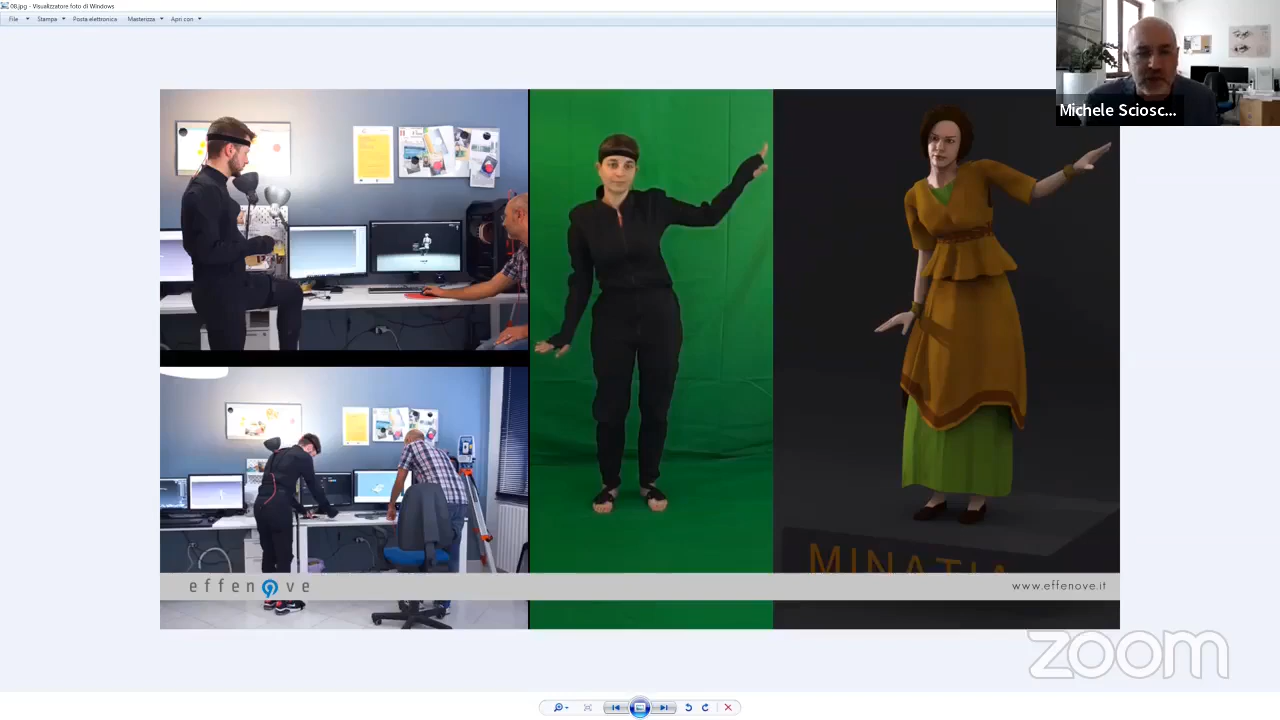 08.jpg - Visualizzatore foto di Windows
File Stampa Posta elettronica Masterizza Apri con
Michele Sciosc...
MINATIA
effenove
www.effenove.it
zoom